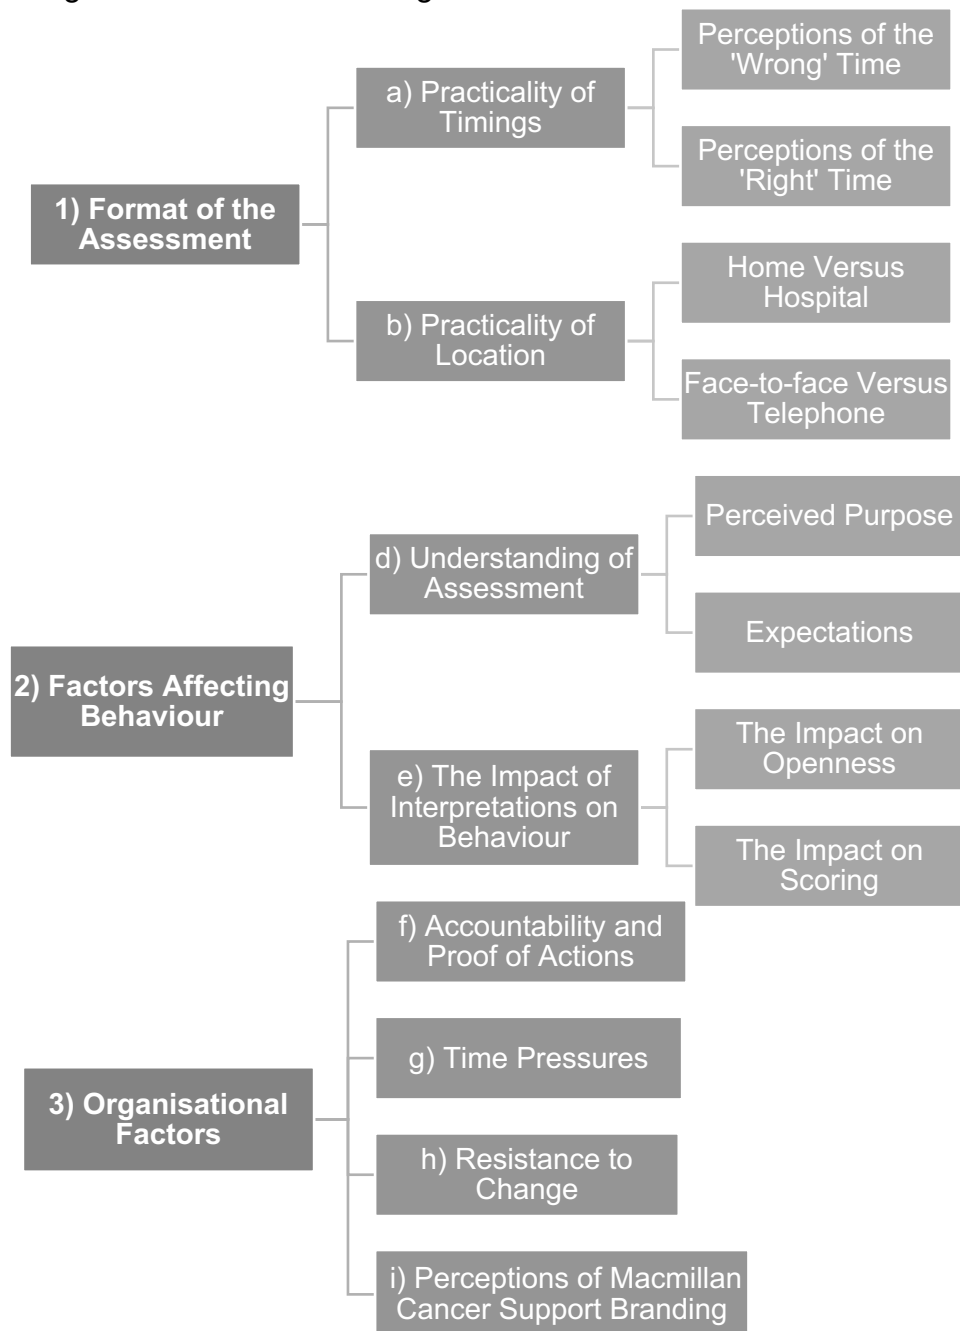 1) Format of the
Assessment
a) Practicality of
Timings
Perceptions of the
'Wrong' Time
Perceptions of the
'Right' Time
b) Practicality of
Location
Home Versus
Hospital
Face-to-face Versus
Telephone
2) Factors Affecting
Behaviour
d) Understanding of
Assessment
Perceived Purpose
Expectations
e) The Impact of
Interpretations on
Behaviour
The Impact on
Openness
The Impact on
Scoring
3) Organisational
Factors
f) Accountability and
Proof of Actions
g) Time Pressures
h) Resistance to
Change
i) Perceptions of Macmillan
Cancer Support Branding